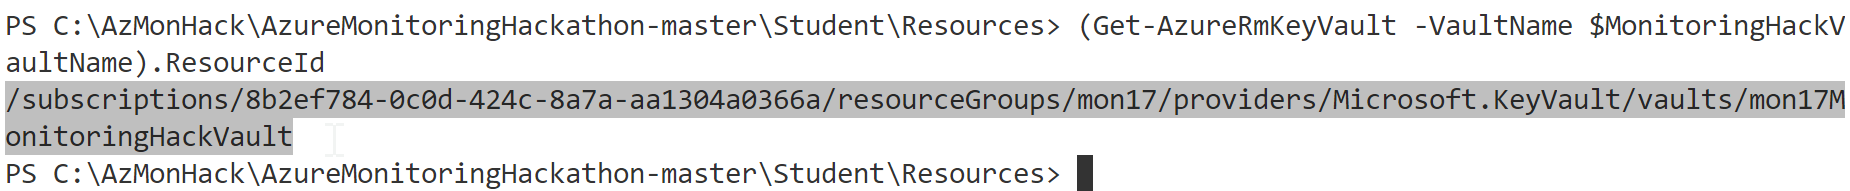 PS C:\AzMonHack\AzureMonitoringHackathon-master\Student\Resources> (Get-AzureRmKeyVault -VaultName $MonitoringHackV
aultName).ResourceId
/subscriptions/8b2ef784-0c0d-424c-8a7a-aa1304a0366a/resourceGroups/mon17/providers/Microsoft.KeyVault/vaults/mon17M
onitoringHackVault
PS C:\AzMonHack\AzureMonitoringHackathon-master\Student\Resources>